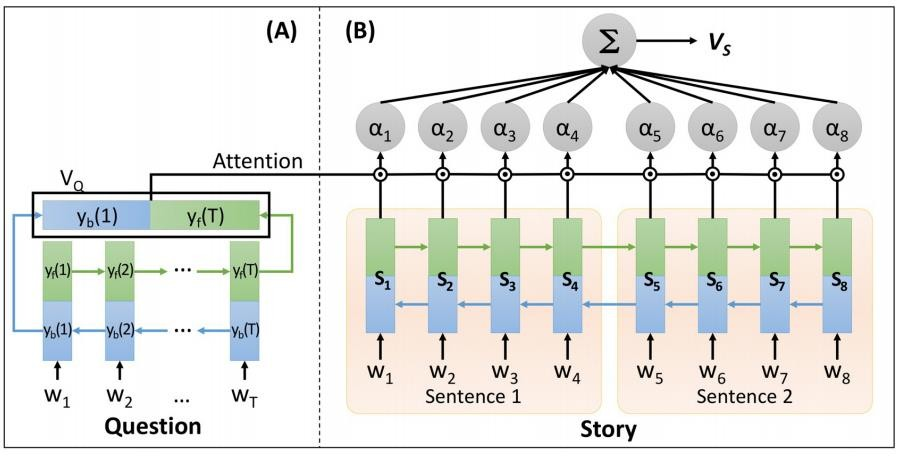 (A)
Attention
V_Q
y_b(1) y_f(T)
y_f(1) y_f(2) ... y_f(T)
y_b(1) y_b(2) ... y_b(T)
w_1 w_2 ... w_T
Question
(B)
Σ V_S
α_1 α_2 α_3 α_4 α_5 α_6 α_7 α_8
S_1 S_2 S_3 S_4 S_5 S_6 S_7 S_8
w_1 w_2 w_3 w_4 w_5 w_6 w_7 w_8
Sentence 1 Sentence 2
Story